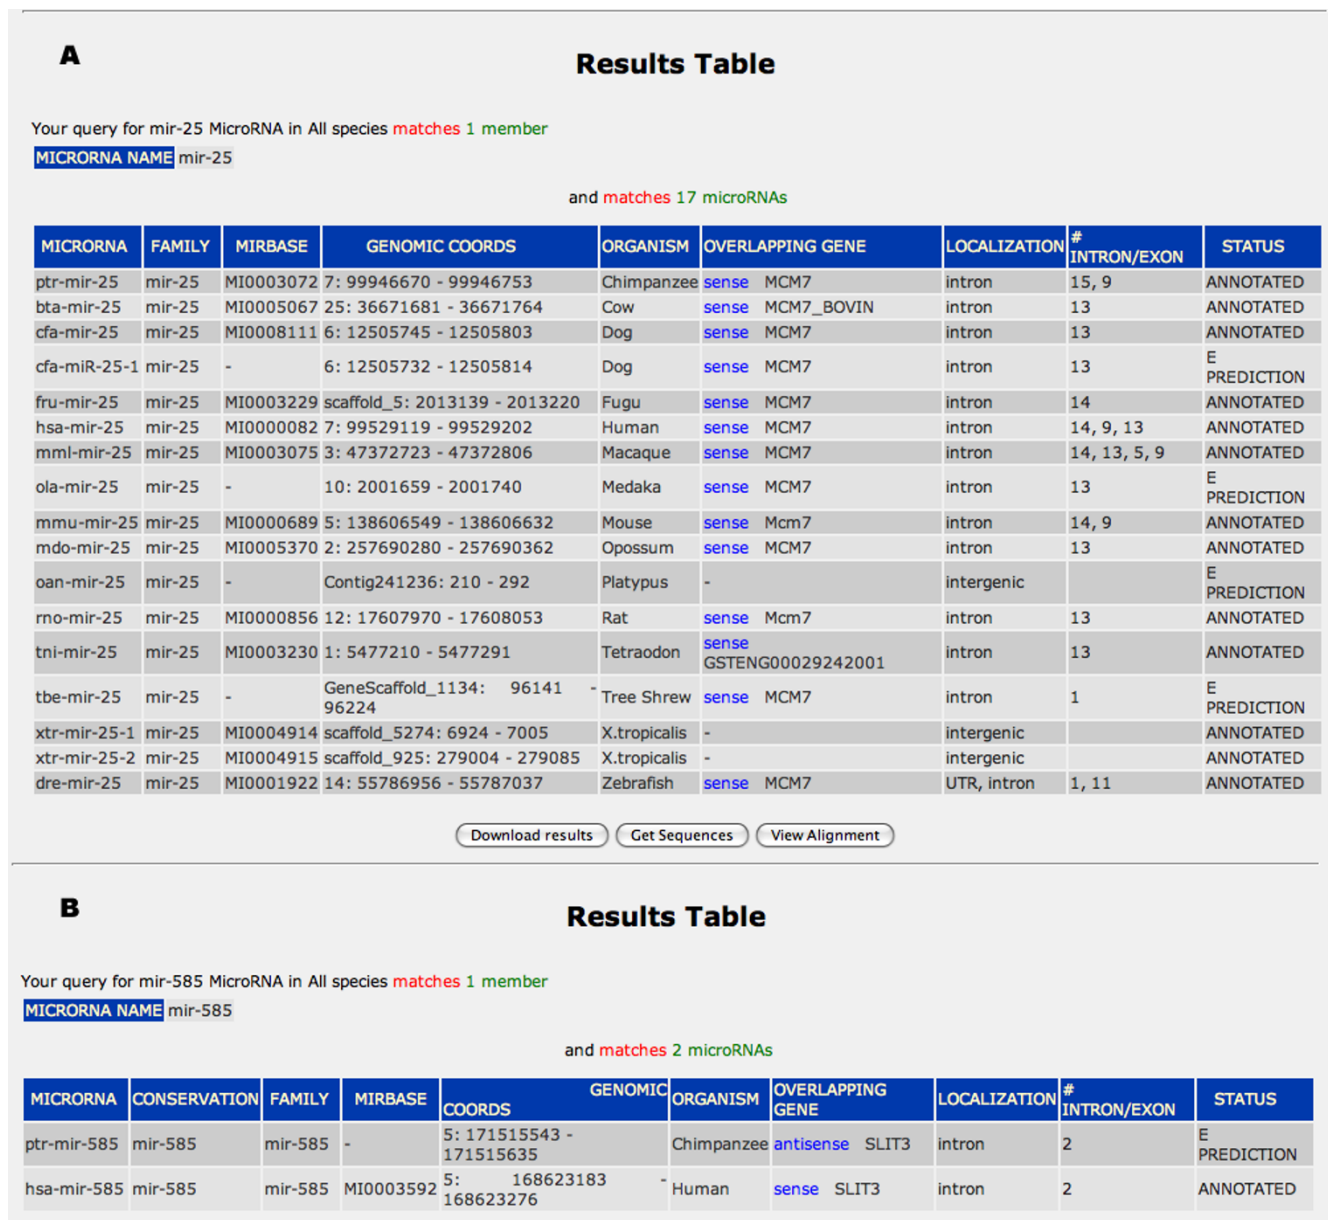 A
Results Table
Your query for mir-25 MicroRNA in All species matches 1 member
MICRORNA NAME mir-25
and matches 17 microRNAs
MICRORNA FAMILY MIRBASE GENOMIC COORDS ORGANISM OVERLAPPING GENE LOCALIZATION # INTRON/EXON STATUS
ptr-mir-25 mir-25 MI0003072 7: 99946670 - 99946753 Chimpanzee sense MCM7 intron 15, 9 ANNOTATED
bta-mir-25 mir-25 MI0005067 25: 36671681 - 36671764 Cow sense MCM7_BOVIN intron 13 ANNOTATED
cfa-mir-25 mir-25 MI0008111 6: 12505745 - 12505803 Dog sense MCM7 intron 13 ANNOTATED
cfa-miR-25-1 mir-25 - 6: 12505732 - 12505814 Dog sense MCM7 intron 13 E PREDICTION
fru-mir-25 mir-25 MI0003229 scaffold_5: 2013139 - 2013220 Fugu sense MCM7 intron 14 ANNOTATED
hsa-mir-25 mir-25 MI0000082 7: 99529119 - 99529202 Human sense MCM7 intron 14, 9, 13 ANNOTATED
mml-mir-25 mir-25 MI0003075 3: 47372723 - 47372806 Macaque sense MCM7 intron 14, 13, 5, 9 ANNOTATED
ola-mir-25 mir-25 - 10: 2001659 - 2001740 Medaka sense MCM7 intron 13 E PREDICTION
mmu-mir-25 mir-25 MI0000689 5: 138606549 - 138606632 Mouse sense Mcm7 intron 14, 9 ANNOTATED
mdo-mir-25 mir-25 MI0005370 2: 257690280 - 257690362 Opossum sense MCM7 intron 13 ANNOTATED
oan-mir-25 mir-25 - Contig241236: 210 - 292 Platypus - intergenic E PREDICTION
rno-mir-25 mir-25 MI0000856 12: 17607970 - 17608053 Rat sense Mcm7 intron 13 ANNOTATED
tni-mir-25 mir-25 MI0003230 1: 5477210 - 5477291 Tetraodon sense GSTENG00029242001 intron 13 ANNOTATED
tbe-mir-25 mir-25 - GeneScaffold_1134: 96141 - 96224 Tree Shrew sense MCM7 intron 1 E PREDICTION
xtr-mir-25-1 mir-25 MI0004914 scaffold_5274: 6924 - 7005 X.tropicalis - intergenic ANNOTATED
xtr-mir-25-2 mir-25 MI0004915 scaffold_925: 279004 - 279085 X.tropicalis - intergenic ANNOTATED
dre-mir-25 mir-25 MI0001922 14: 55786956 - 55787037 Zebrafish sense MCM7 UTR, intron 1, 11 ANNOTATED
Download results Get Sequences View Alignment
B
Results Table
Your query for mir-585 MicroRNA in All species matches 1 member
MICRORNA NAME mir-585
and matches 2 microRNAs
MICRORNA CONSERVATION FAMILY MIRBASE GENOMIC COORDS ORGANISM OVERLAPPING GENE LOCALIZATION # INTRON/EXON STATUS
ptr-mir-585 mir-585 mir-585 - 5: 171515543 - 171515635 Chimpanzee antisense SLIT3 intron 2 E PREDICTION
hsa-mir-585 mir-585 mir-585 MI0003592 5: 168623183 - 168623276 Human sense SLIT3 intron 2 ANNOTATED